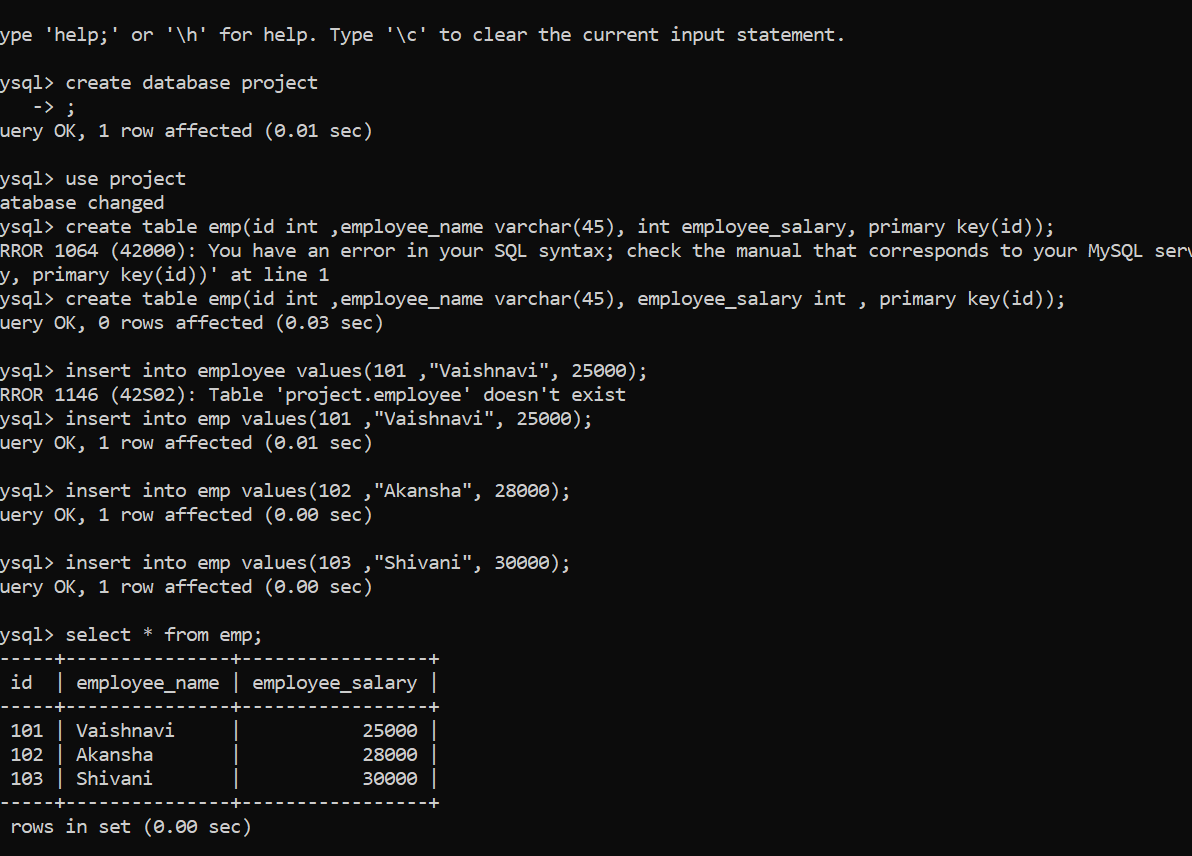 ype 'help;' or '\h' for help. Type '\c' to clear the current input statement.
ysql> create database project
-> ;
uery OK, 1 row affected (0.01 sec)
ysql> use project
atabase changed
ysql> create table emp(id int ,employee_name varchar(45), int employee_salary, primary key(id));
RROR 1064 (42000): You have an error in your SQL syntax; check the manual that corresponds to your MySQL serv
y, primary key(id))' at line 1
ysql> create table emp(id int ,employee_name varchar(45), employee_salary int , primary key(id));
uery OK, 0 rows affected (0.03 sec)
ysql> insert into employee values(101 ,"Vaishnavi", 25000);
RROR 1146 (42S02): Table 'project.employee' doesn't exist
ysql> insert into emp values(101 ,"Vaishnavi", 25000);
uery OK, 1 row affected (0.01 sec)
ysql> insert into emp values(102 ,"Akansha", 28000);
uery OK, 1 row affected (0.00 sec)
ysql> insert into emp values(103 ,"Shivani", 30000);
uery OK, 1 row affected (0.00 sec)
ysql> select * from emp;
-----+---------------+-----------------+
id | employee_name | employee_salary |
-----+---------------+-----------------+
101 | Vaishnavi | 25000 |
102 | Akansha | 28000 |
103 | Shivani | 30000 |
-----+---------------+-----------------+
rows in set (0.00 sec)